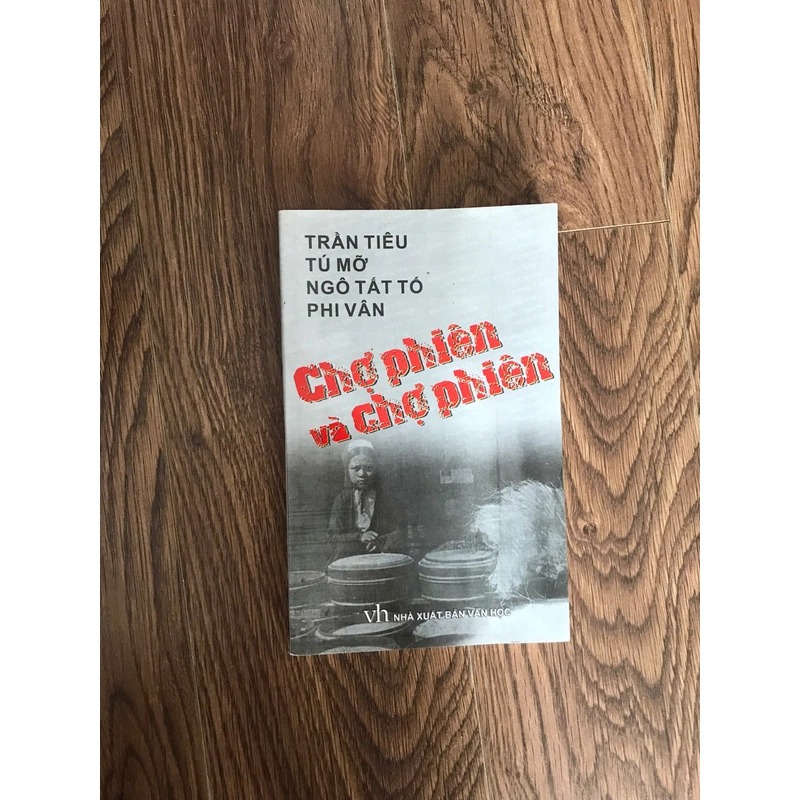 TRẦN TIÊU
TÚ MỠ
NGÔ TẤT TỐ
PHI VÂN
Chợ phiên
và chợ phiên
vh NHÀ XUẤT BẢN VĂN HỌC